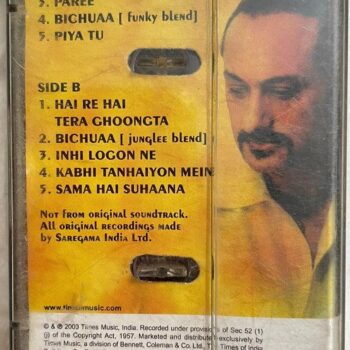 3. PAREE
4. BICHUAA [ funky blend]
5. PIYA TU
SIDE B
1. HAI RE HAI
TERA GHOONGTA
2. BICHUAA [ junglee blend]
3. INHI LOGON NE
4. KABHI TANHAIYON MEIN
5. SAMA HAI SUHAANA
NOT FROM ORIGINAL SOUNDTRACK.
ALL ORIGINAL RECORDINGS MADE
BY SAREGAMA INDIA LTD.
www.timesmusic.com
© & ℗ 2003 Times Music, India. Recorded under provisions of Sec 52 (1)
(j) of the Copyright Act, 1957. Marketed and distributed exclusively by
Times Music, a division of Bennett, Coleman & Co. Ltd., The Times of India